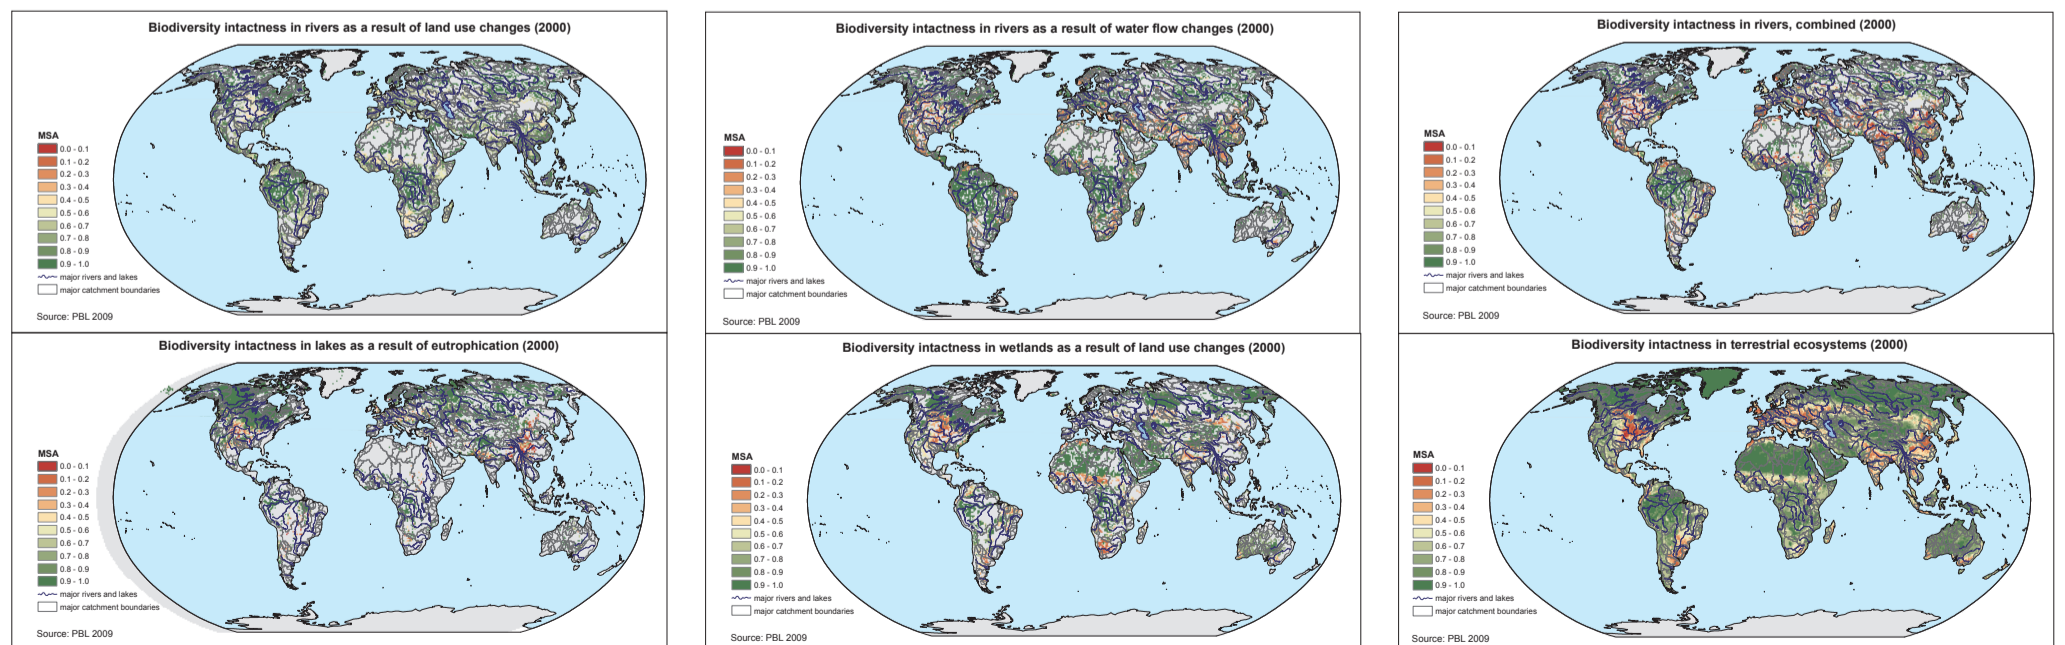 Biodiversity intactness in rivers as a result of land use changes (2000)
MSA
0.0 - 0.1
0.1 - 0.2
0.2 - 0.3
0.3 - 0.4
0.4 - 0.5
0.5 - 0.6
0.6 - 0.7
0.7 - 0.8
0.8 - 0.9
0.9 - 1.0
major rivers and lakes
major catchment boundaries
Source: PBL 2009
Biodiversity intactness in rivers as a result of water flow changes (2000)
MSA
0.0 - 0.1
0.1 - 0.2
0.2 - 0.3
0.3 - 0.4
0.4 - 0.5
0.5 - 0.6
0.6 - 0.7
0.7 - 0.8
0.8 - 0.9
0.9 - 1.0
major rivers and lakes
major catchment boundaries
Source: PBL 2009
Biodiversity intactness in rivers, combined (2000)
MSA
0.0 - 0.1
0.1 - 0.2
0.2 - 0.3
0.3 - 0.4
0.4 - 0.5
0.5 - 0.6
0.6 - 0.7
0.7 - 0.8
0.8 - 0.9
0.9 - 1.0
major rivers and lakes
major catchment boundaries
Source: PBL 2009
Biodiversity intactness in lakes as a result of eutrophication (2000)
MSA
0.0 - 0.1
0.1 - 0.2
0.2 - 0.3
0.3 - 0.4
0.4 - 0.5
0.5 - 0.6
0.6 - 0.7
0.7 - 0.8
0.8 - 0.9
0.9 - 1.0
major rivers and lakes
major catchment boundaries
Source: PBL 2009
Biodiversity intactness in wetlands as a result of land use changes (2000)
MSA
0.0 - 0.1
0.1 - 0.2
0.2 - 0.3
0.3 - 0.4
0.4 - 0.5
0.5 - 0.6
0.6 - 0.7
0.7 - 0.8
0.8 - 0.9
0.9 - 1.0
major rivers and lakes
major catchment boundaries
Source: PBL 2009
Biodiversity intactness in terrestrial ecosystems (2000)
MSA
0.0 - 0.1
0.1 - 0.2
0.2 - 0.3
0.3 - 0.4
0.4 - 0.5
0.5 - 0.6
0.6 - 0.7
0.7 - 0.8
0.8 - 0.9
0.9 - 1.0
major rivers and lakes
major catchment boundaries
Source: PBL 2009